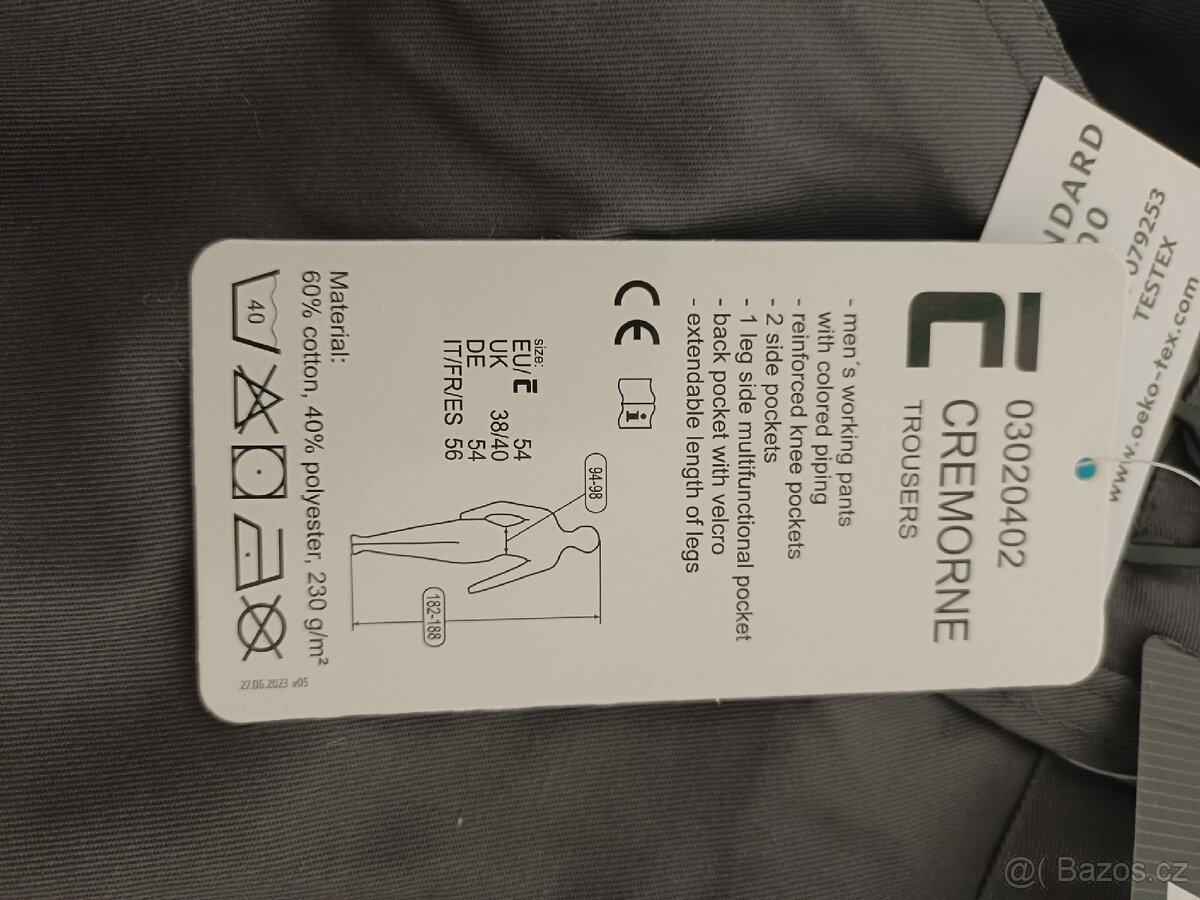 03020402
CREMORNE
TROUSERS
- men´s working pants
with colored piping
- reinforced knee pockets
- 2 side pockets
- 1 leg side multifunctional pocket
- back pocket with velcro
- extendable length of legs
CE i
94-98
182-188
size:
EU/ 54
UK 38/40
DE 54
IT/FR/ES 56
Material:
60% cotton, 40% polyester, 230 g/m²
40
27.06.2023 v05
NDARD
00
079253
TESTEX
www.oeko-tex.com
@( Bazos.cz